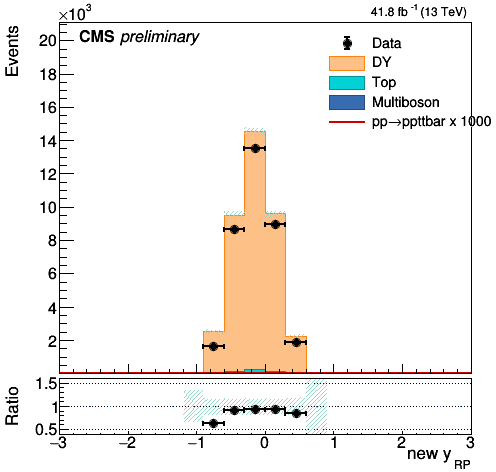 ×10³
41.8 fb⁻¹ (13 TeV)
Events
CMS preliminary
Data
DY
Top
Multiboson
pp→ppttbar x 1000
20
18
16
14
12
10
8
6
4
2
Ratio
1.5
1
0.5
−3 −2 −1 0 1 2 3
new y_RP